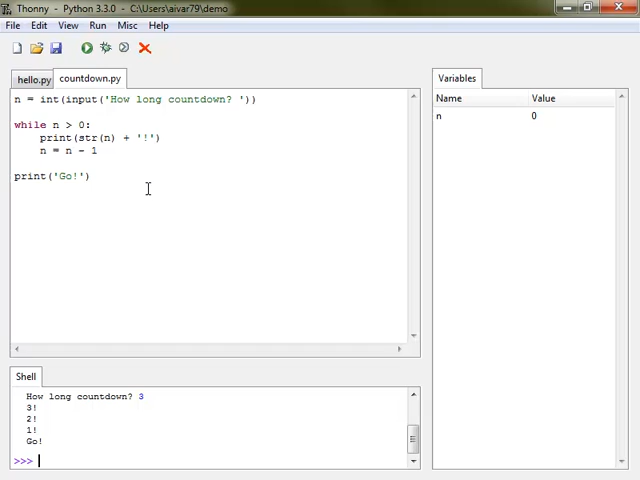 Thonny - Python 3.3.0 - C:\Users\aivar79\demo
File Edit View Run Misc Help
hello.py countdown.py
n = int(input('How long countdown? '))
while n > 0:
    print(str(n) + '!')
    n = n - 1
print('Go!')
Variables
Name Value
n 0
Shell
How long countdown? 3
3!
2!
1!
Go!
>>>